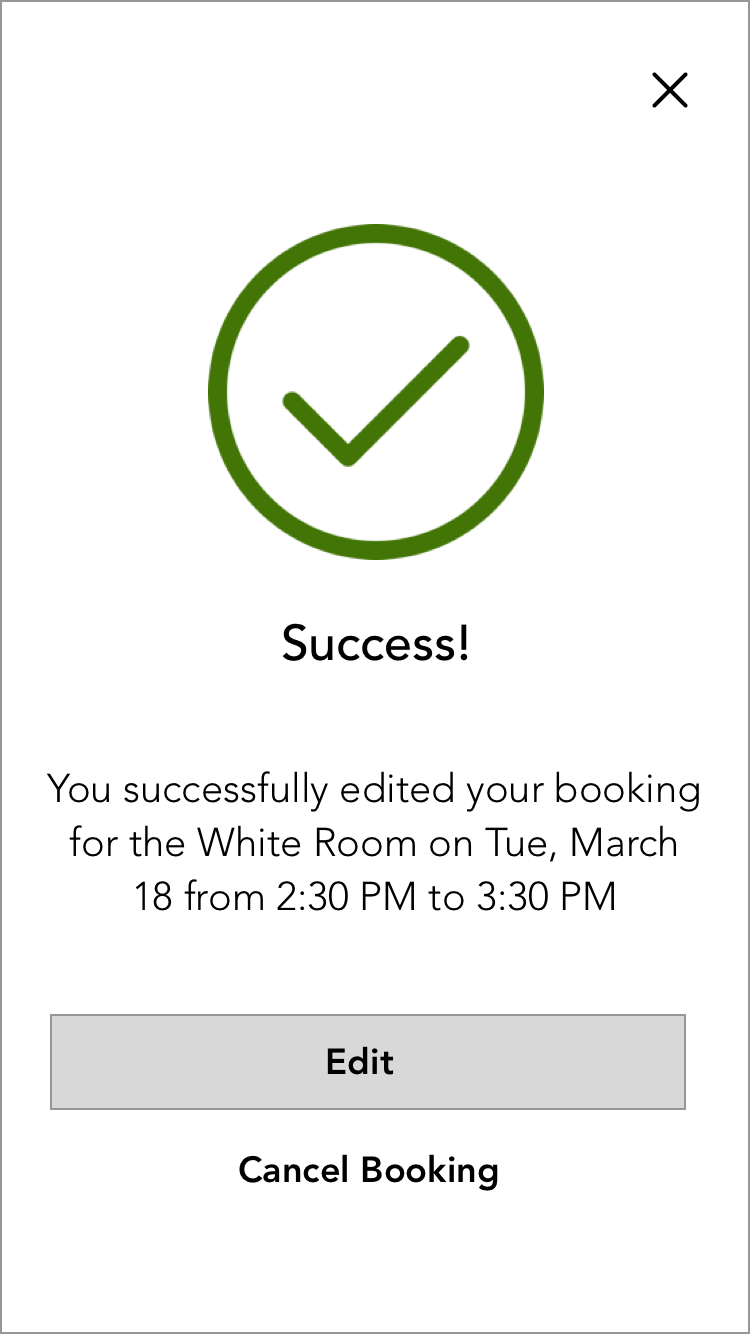 Success!
You successfully edited your booking
for the White Room on Tue, March
18 from 2:30 PM to 3:30 PM
Edit
Cancel Booking